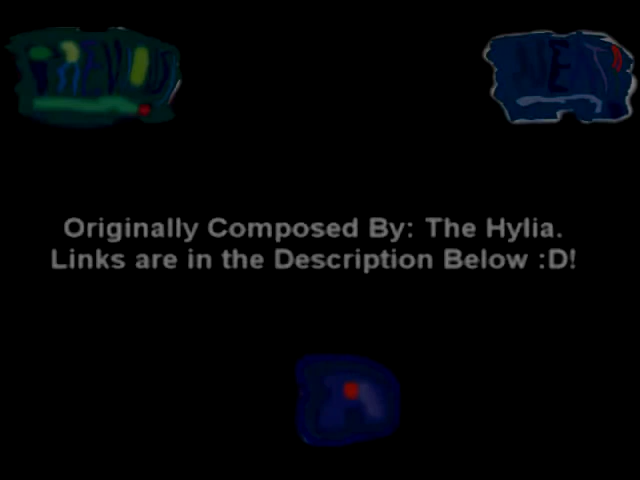 Originally Composed By: The Hylia.
Links are in the Description Below :D!